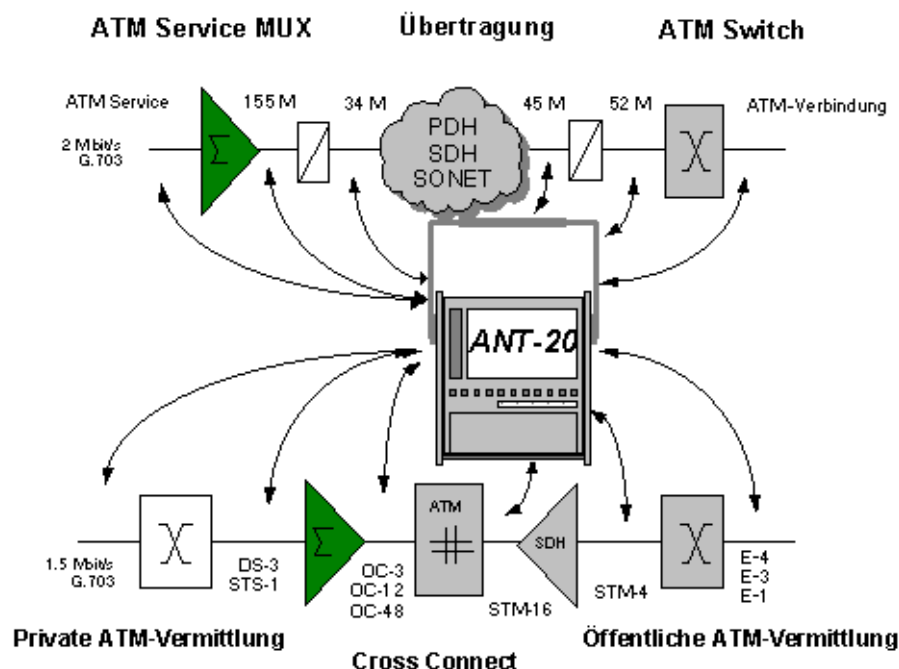 ATM Service MUX
Übertragung
ATM Switch
ATM Service
155 M
34 M
45 M
52 M
ATM-Verbindung
2 Mbit/s
G.703
Σ
PDH
SDH
SONET
ANT-20
ATM
SDH
Σ
1.5 Mbit/s
G.703
DS-3
STS-1
OC-3
OC-12
OC-48
STM-16
STM-4
E-4
E-3
E-1
Private ATM-Vermittlung
Cross Connect
Öffentliche ATM-Vermittlung